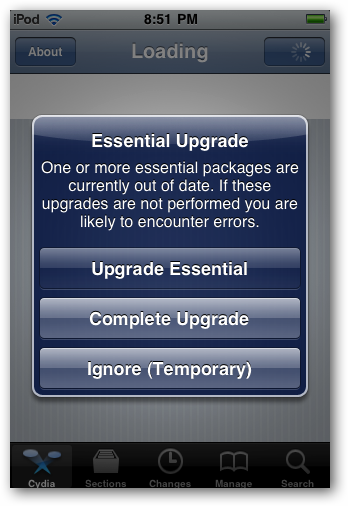 iPod 8:51 PM
About Loading
Essential Upgrade
One or more essential packages are
currently out of date. If these
upgrades are not performed you are
likely to encounter errors.
Upgrade Essential
Complete Upgrade
Ignore (Temporary)
Cydia Sections Changes Manage Search